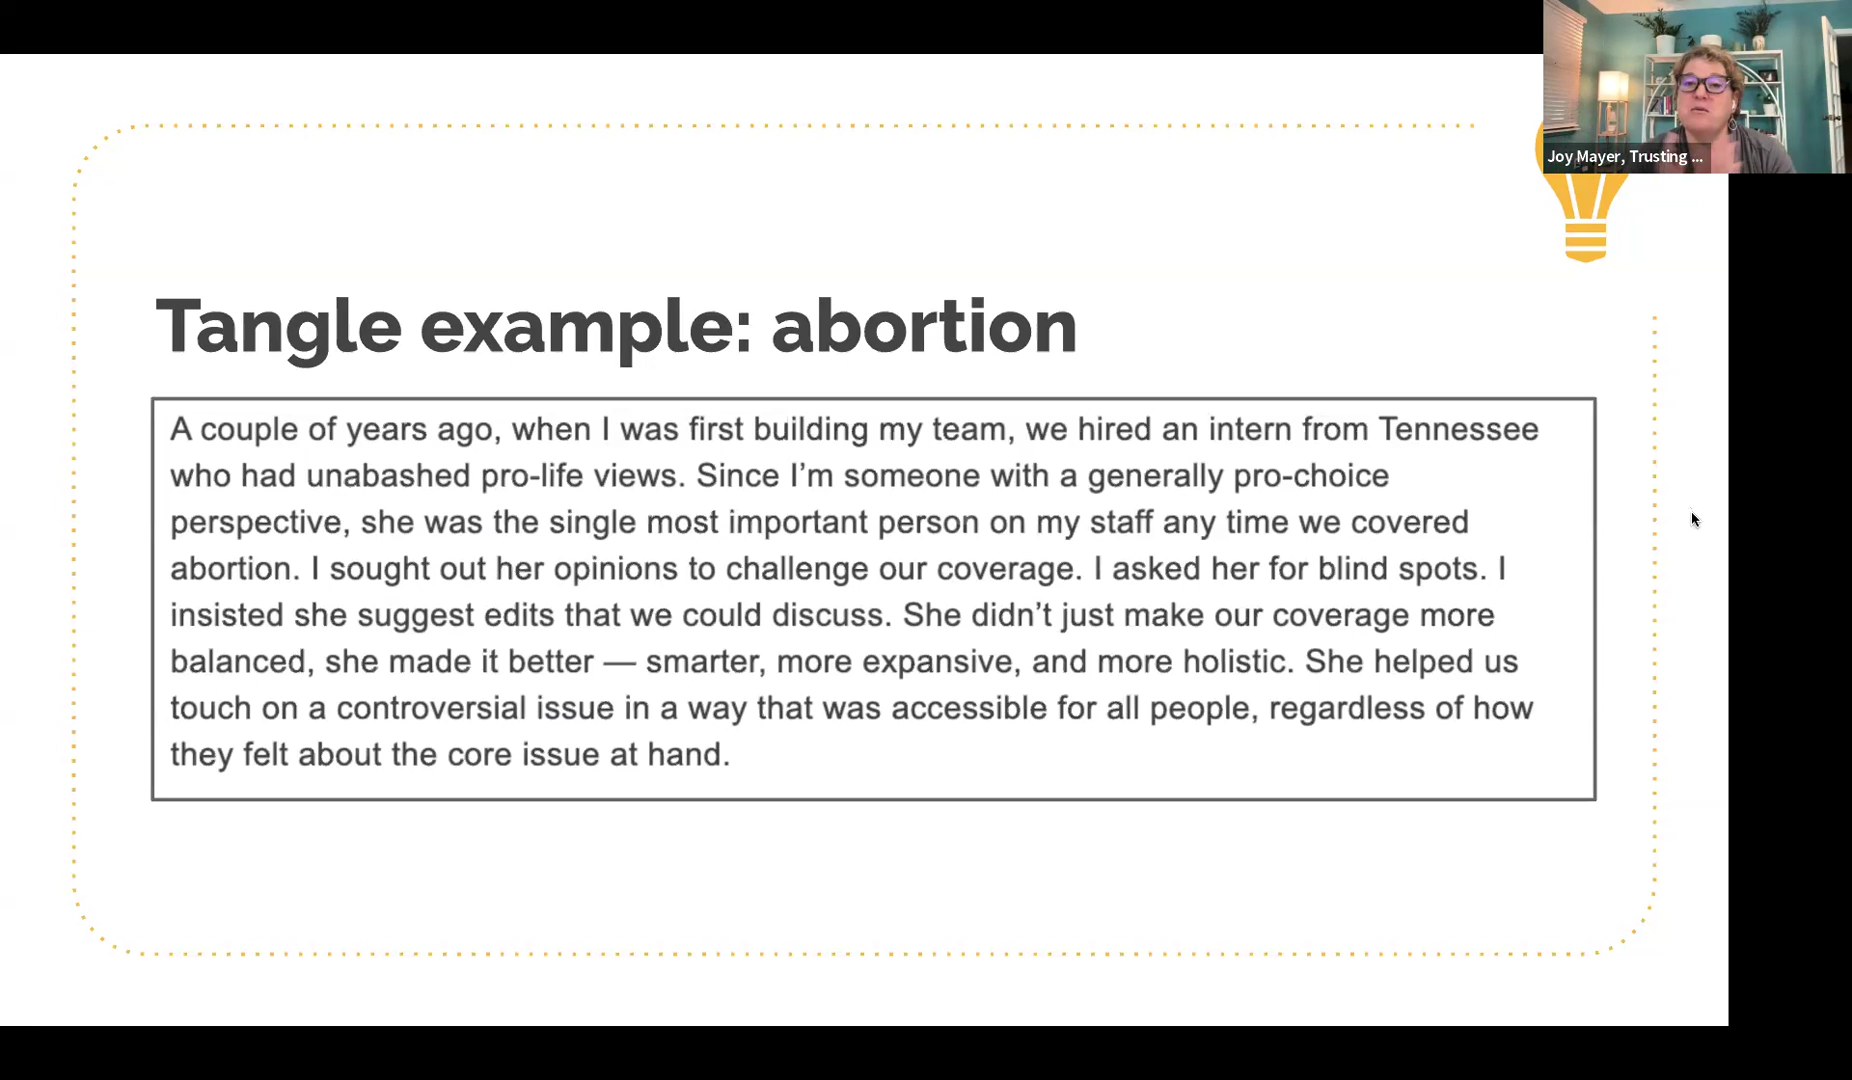 Joy Mayer, Trusting ...
Tangle example: abortion
A couple of years ago, when I was first building my team, we hired an intern from Tennessee
who had unabashed pro-life views. Since I’m someone with a generally pro-choice
perspective, she was the single most important person on my staff any time we covered
abortion. I sought out her opinions to challenge our coverage. I asked her for blind spots. I
insisted she suggest edits that we could discuss. She didn’t just make our coverage more
balanced, she made it better — smarter, more expansive, and more holistic. She helped us
touch on a controversial issue in a way that was accessible for all people, regardless of how
they felt about the core issue at hand.